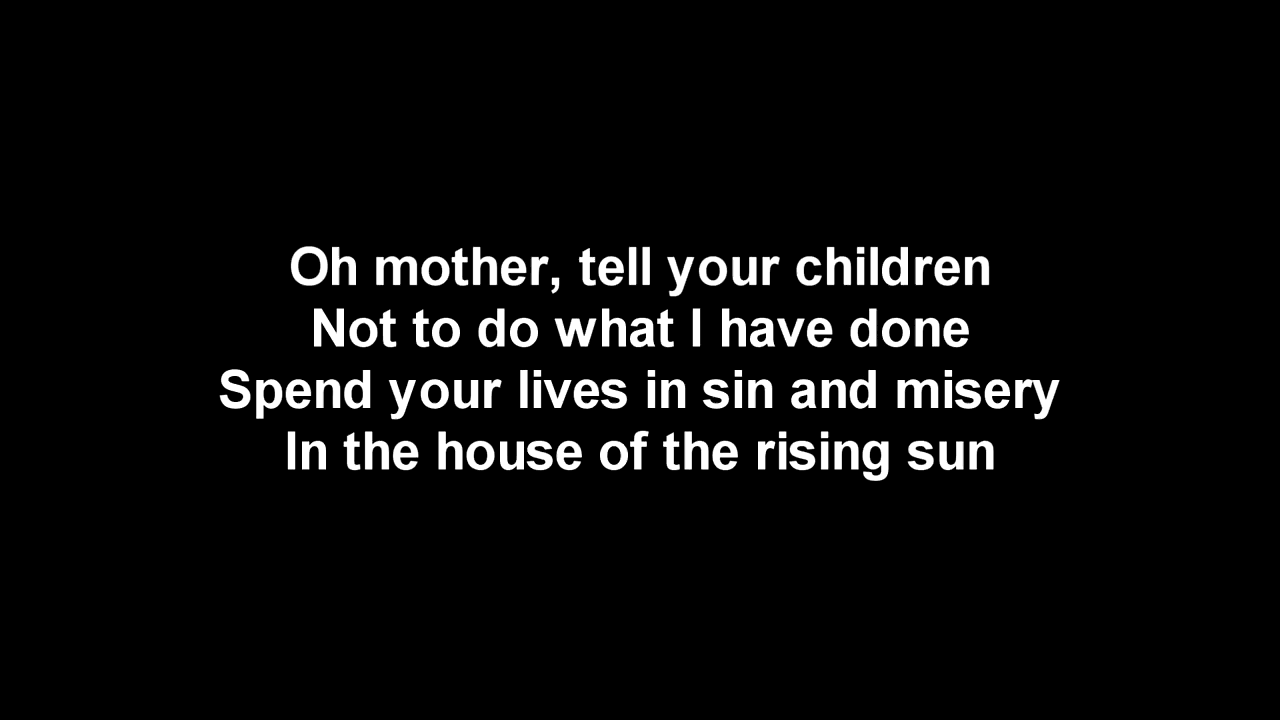 Oh mother, tell your children
Not to do what I have done
Spend your lives in sin and misery
In the house of the rising sun